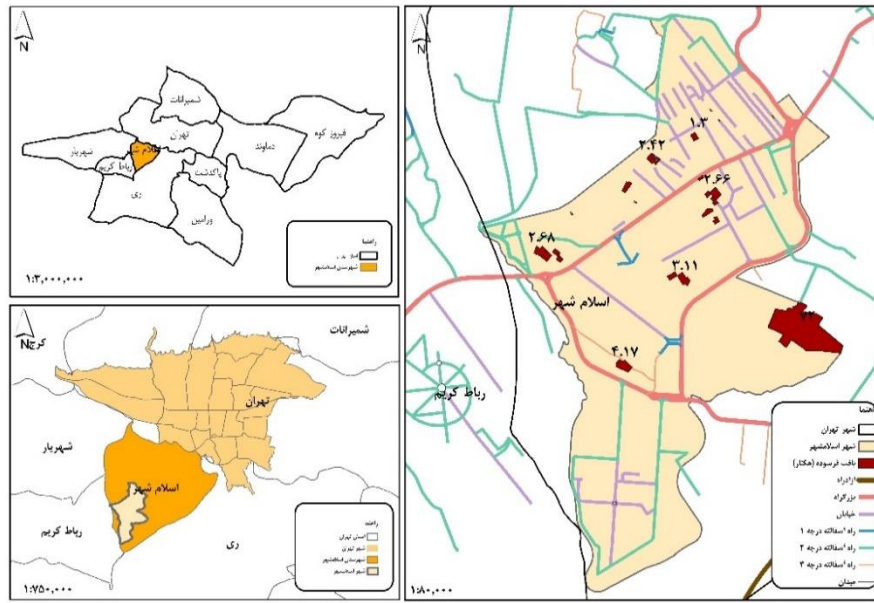 N
شمیرانات
تهران
فیروز کوه
دماوند
شهریار
اسلام شهر
رباط کریم
پاکدشت
ری
ورامین
راهنما
شهرستان اسلامشهر
۱:۳,۰۰۰,۰۰۰
N
شمیرانات
کرج
تهران
شهریار
اسلام شهر
رباط کریم
ری
راهنما
استان تهران
شهر تهران
شهرستان اسلامشهر
شهر اسلامشهر
۱:۷۵۰,۰۰۰
N
۱.۳
۲.۴۲
۲.۶۶
۲.۶۸
۳.۱۱
اسلام شهر
۴.۱۷
رباط کریم
شهر تهران
شهر اسلامشهر
بافت فرسوده (هکتار)
آزادراه
بزرگراه
خیابان
راه آسفالته درجه ۱
راه آسفالته درجه ۲
راه آسفالته درجه ۳
میدان
۱:۸۰,۰۰۰